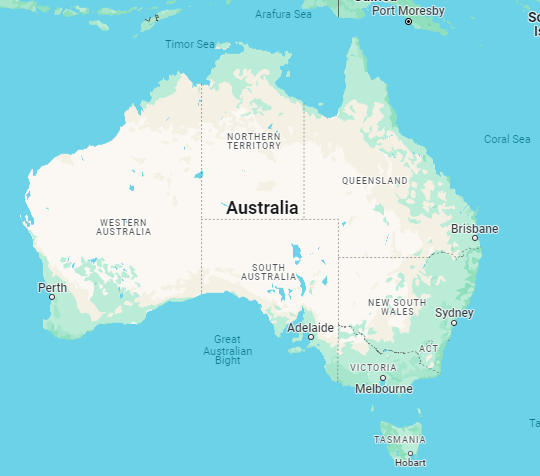 Arafura Sea
Port Moresby
Timor Sea
Coral Sea
NORTHERN
TERRITORY
QUEENSLAND
Australia
WESTERN
AUSTRALIA
Brisbane
SOUTH
AUSTRALIA
Perth
NEW SOUTH
WALES
Sydney
Adelaide
Great
Australian
Bight
ACT
VICTORIA
Melbourne
TASMANIA
Hobart